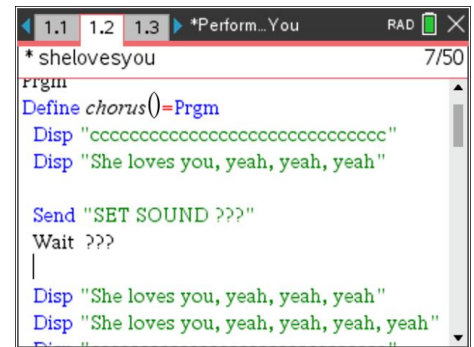 1.1 1.2 1.3 *Perform...You RAD
* shelovesyou 7/50
Prgm
Define chorus()=Prgm
Disp "cccccccccccccccccccccccccccccc"
Disp "She loves you, yeah, yeah, yeah"
Send "SET SOUND ???"
Wait ???
Disp "She loves you, yeah, yeah, yeah"
Disp "She loves you, yeah, yeah, yeah, yeah"